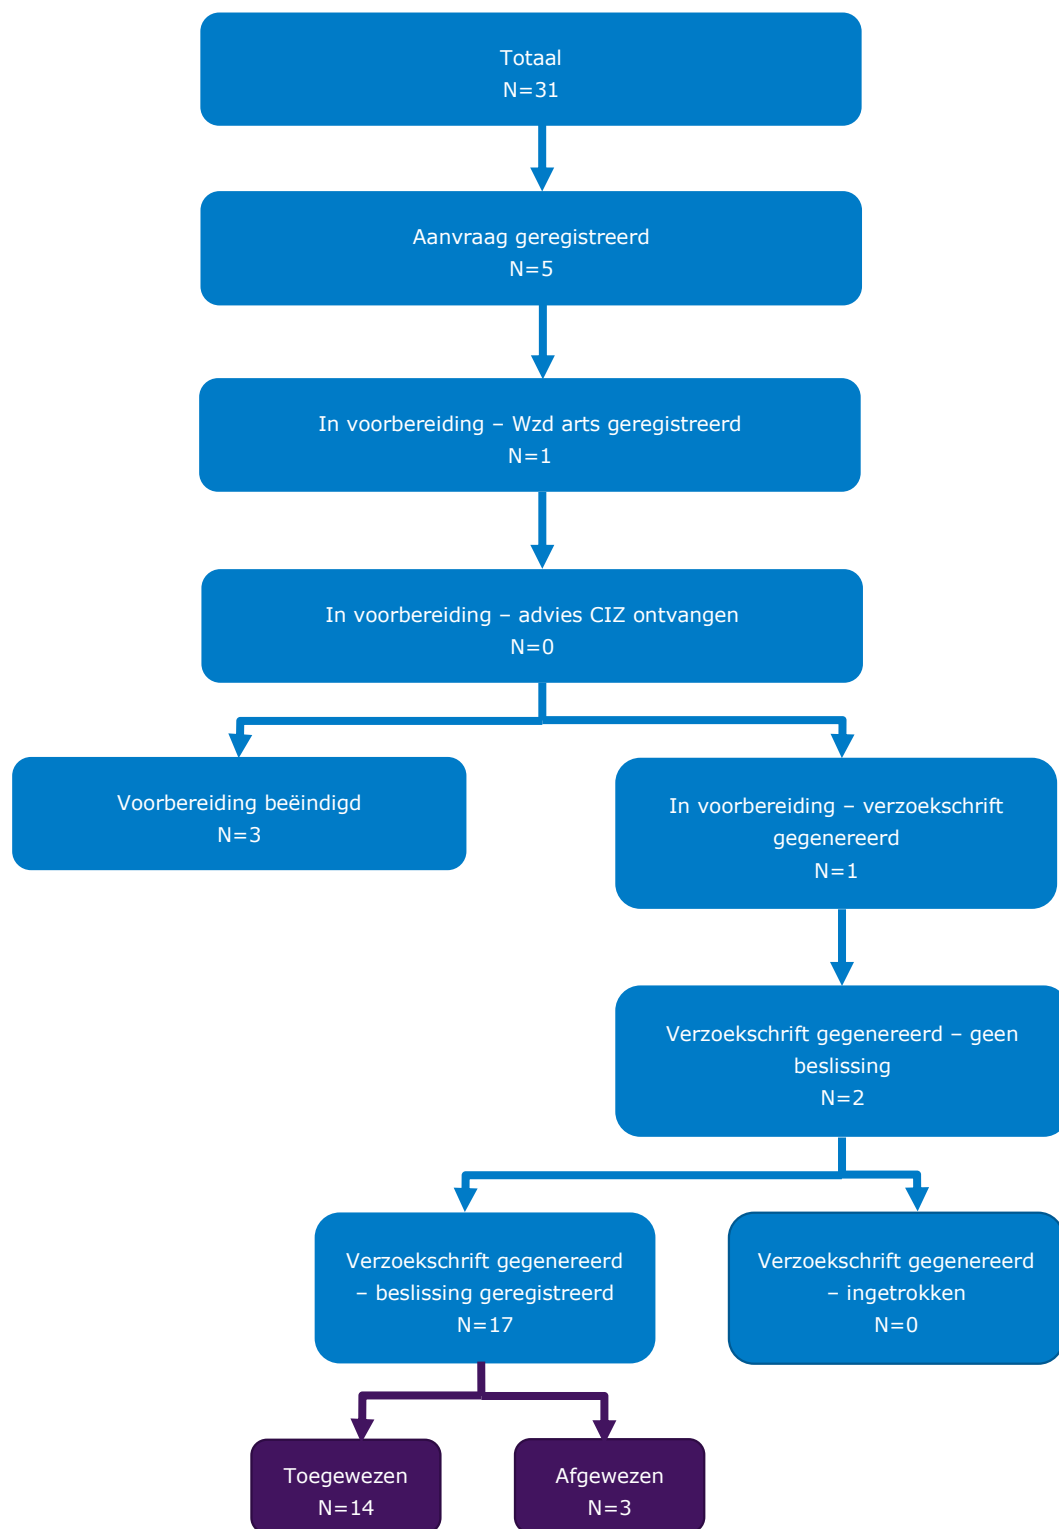 Totaal
N=31
Aanvraag geregistreerd
N=5
In voorbereiding – Wzd arts geregistreerd
N=1
In voorbereiding – advies CIZ ontvangen
N=0
Voorbereiding beëindigd
N=3
In voorbereiding – verzoekschrift
gegenereerd
N=1
Verzoekschrift gegenereerd – geen
beslissing
N=2
Verzoekschrift gegenereerd
– beslissing geregistreerd
N=17
Verzoekschrift gegenereerd
– ingetrokken
N=0
Toegewezen
N=14
Afgewezen
N=3